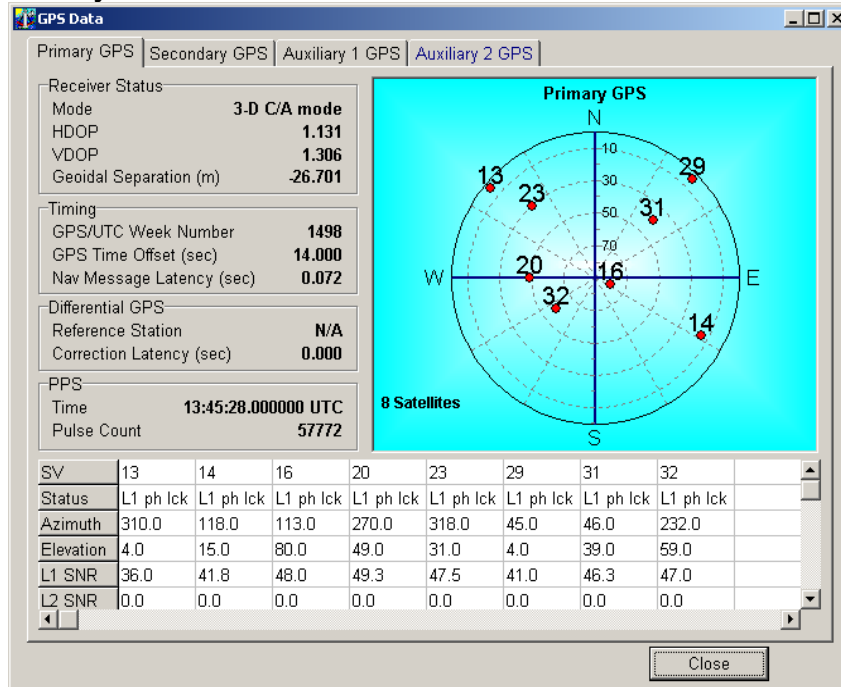 GPS Data
Primary GPS Secondary GPS Auxiliary 1 GPS Auxiliary 2 GPS
Receiver Status
Mode 3-D C/A mode
HDOP 1.131
VDOP 1.306
Geoidal Separation (m) -26.701
Timing
GPS/UTC Week Number 1498
GPS Time Offset (sec) 14.000
Nav Message Latency (sec) 0.072
Differential GPS
Reference Station N/A
Correction Latency (sec) 0.000
PPS
Time 13:45:28.000000 UTC
Pulse Count 57772
Primary GPS
N
10
13 29
30
23
31
50
70
20 16
W E
32
14
8 Satellites
S
SV 13 14 16 20 23 29 31 32
Status L1 ph lck L1 ph lck L1 ph lck L1 ph lck L1 ph lck L1 ph lck L1 ph lck L1 ph lck
Azimuth 310.0 118.0 113.0 270.0 318.0 45.0 46.0 232.0
Elevation 4.0 15.0 80.0 49.0 31.0 4.0 39.0 59.0
L1 SNR 36.0 41.8 48.0 49.3 47.5 41.0 46.3 47.0
L2 SNR 0.0 0.0 0.0 0.0 0.0 0.0 0.0 0.0
Close